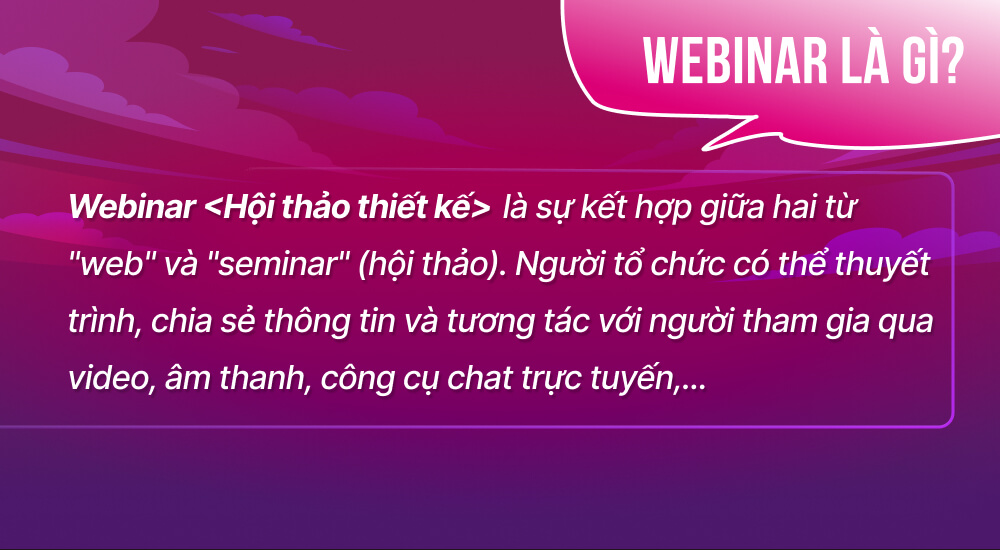 WEBINAR LÀ GÌ?
Webinar <Hội thảo thiết kế> là sự kết hợp giữa hai từ
"web" và "seminar" (hội thảo). Người tổ chức có thể thuyết
trình, chia sẻ thông tin và tương tác với người tham gia qua
video, âm thanh, công cụ chat trực tuyến,...